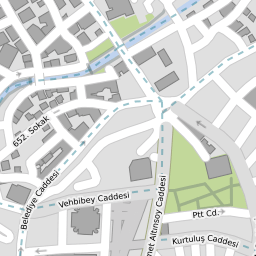 652. Sokak
Belediye Caddesi
Vehbibey Caddesi
met Altınsoy Caddesi
Ptt Cd.
Kurtuluş Caddesi